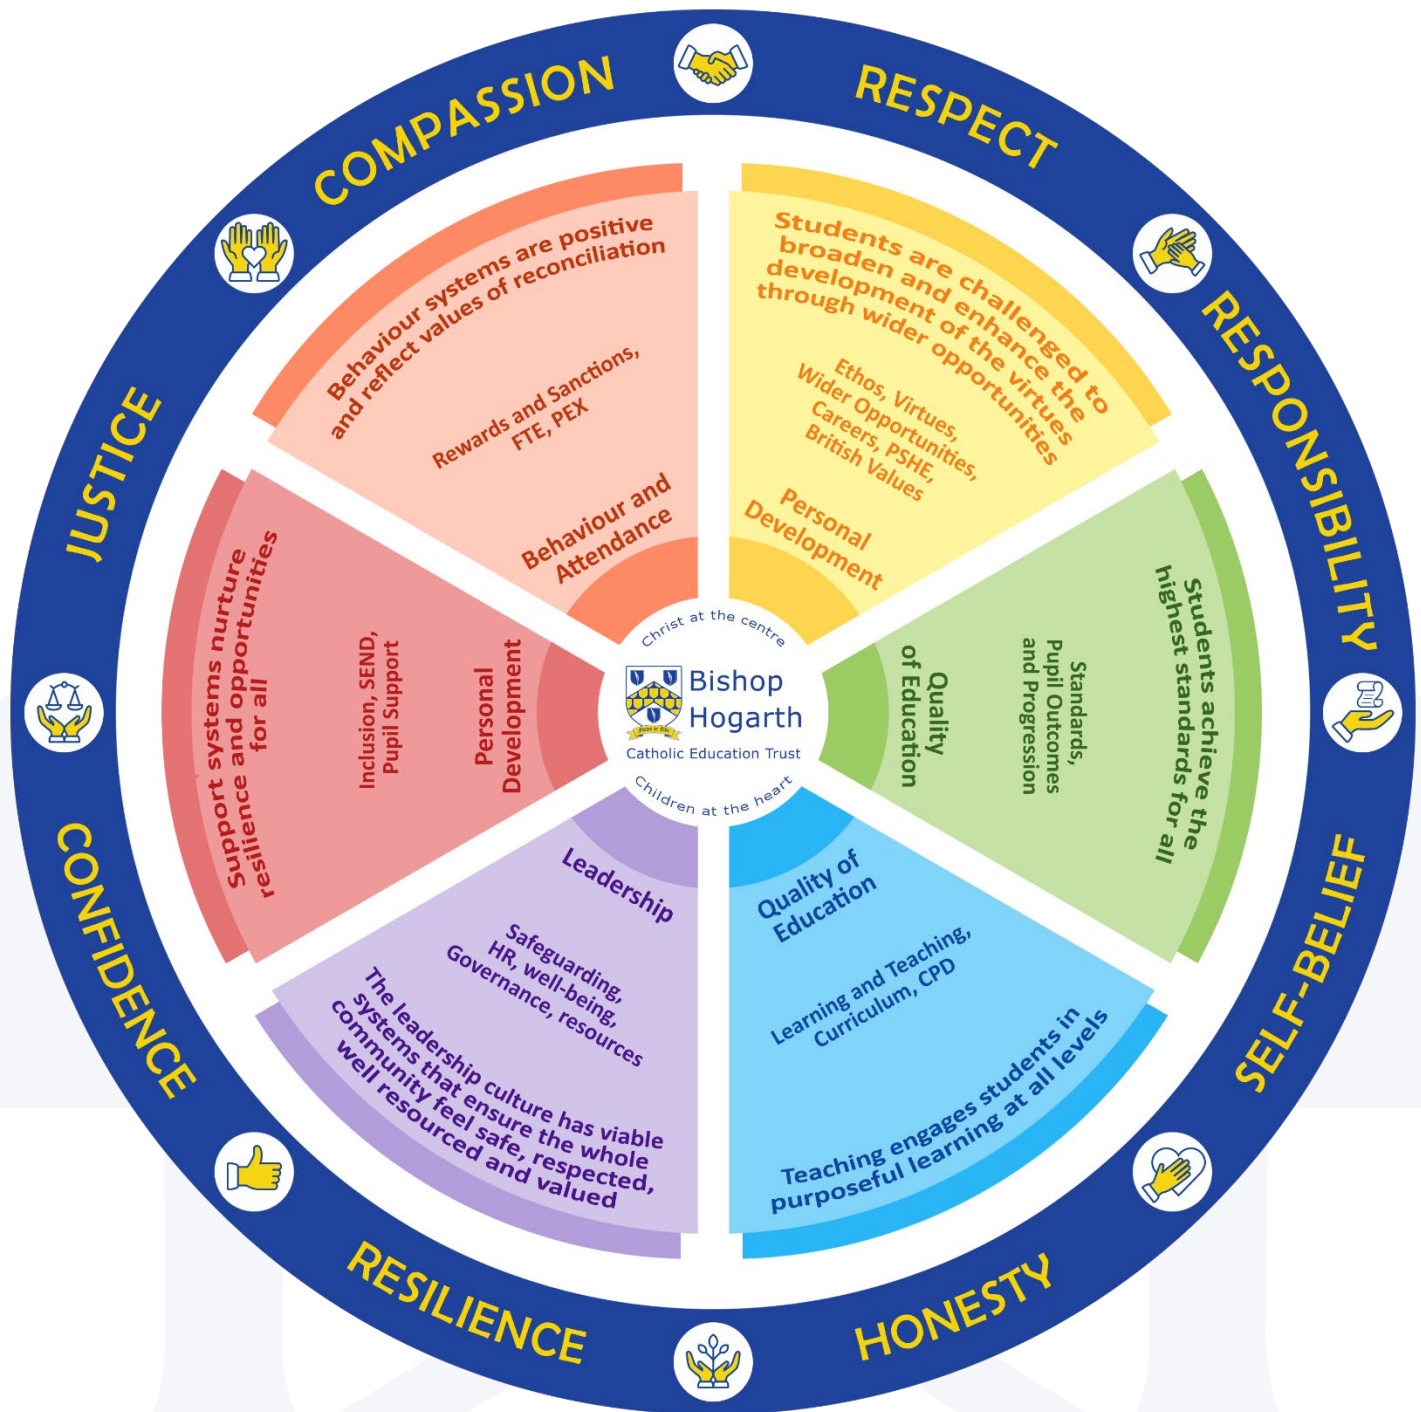 COMPASSION
RESPECT
RESPONSIBILITY
SELF-BELIEF
HONESTY
RESILIENCE
CONFIDENCE
JUSTICE
Behaviour systems are positive
and reflect values of reconciliation
Rewards and Sanctions,
FTE, PEX
Behaviour and
Attendance
Students are challenged to
broaden and enhance the
development of the virtues
through wider opportunities
Ethos, Virtues,
Wider Opportunities,
Careers, PSHE,
British Values
Personal
Development
Students achieve the
highest standards for all
Standards,
Pupil Outcomes
and Progression
Quality
of Education
Quality of
Education
Learning and Teaching,
Curriculum, CPD
Teaching engages students in
purposeful learning at all levels
Leadership
Safeguarding,
HR, well-being,
Governance, resources
The leadership culture has viable
systems that ensure the whole
community feel safe, respected,
well resourced and valued
Support systems nurture
resilience and opportunities
for all
Inclusion, SEND,
Pupil Support
Personal
Development
Christ at the centre
Bishop
Hogarth
Catholic Education Trust
Children at the heart